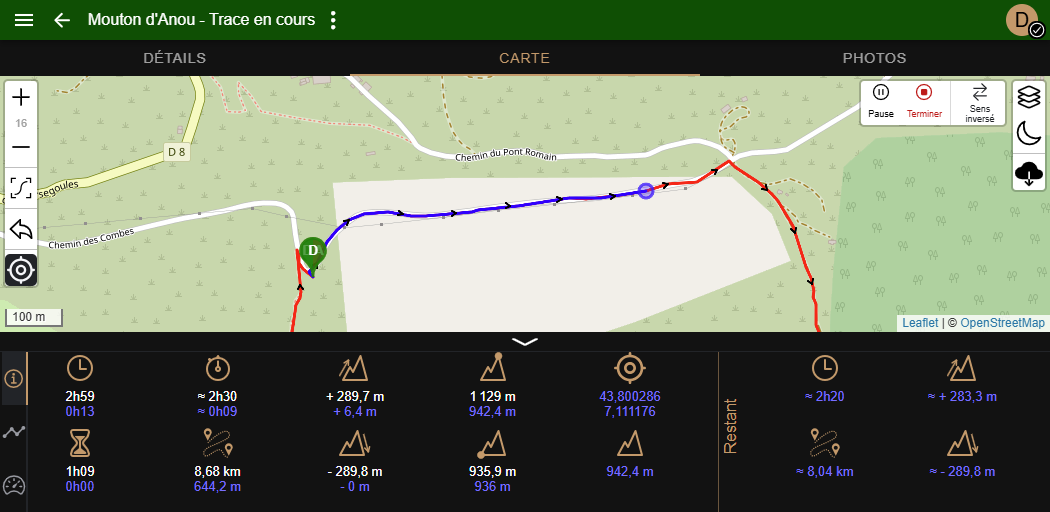 Mouton d'Anou - Trace en cours
D
DÉTAILS
CARTE
PHOTOS
16
Pause
Terminer
Sens
inversé
D 8
Chemin du Pont Romain
segoules
Chemin des Combes
D
100 m
Leaflet | © OpenStreetMap
2h59
0h13
≈ 2h30
≈ 0h09
+ 289,7 m
+ 6,4 m
1 129 m
942,4 m
43,800286
7,111176
Restant
≈ 2h20
≈ + 283,3 m
1h09
0h00
8,68 km
644,2 m
- 289,8 m
- 0 m
935,9 m
936 m
942,4 m
≈ 8,04 km
≈ - 289,8 m